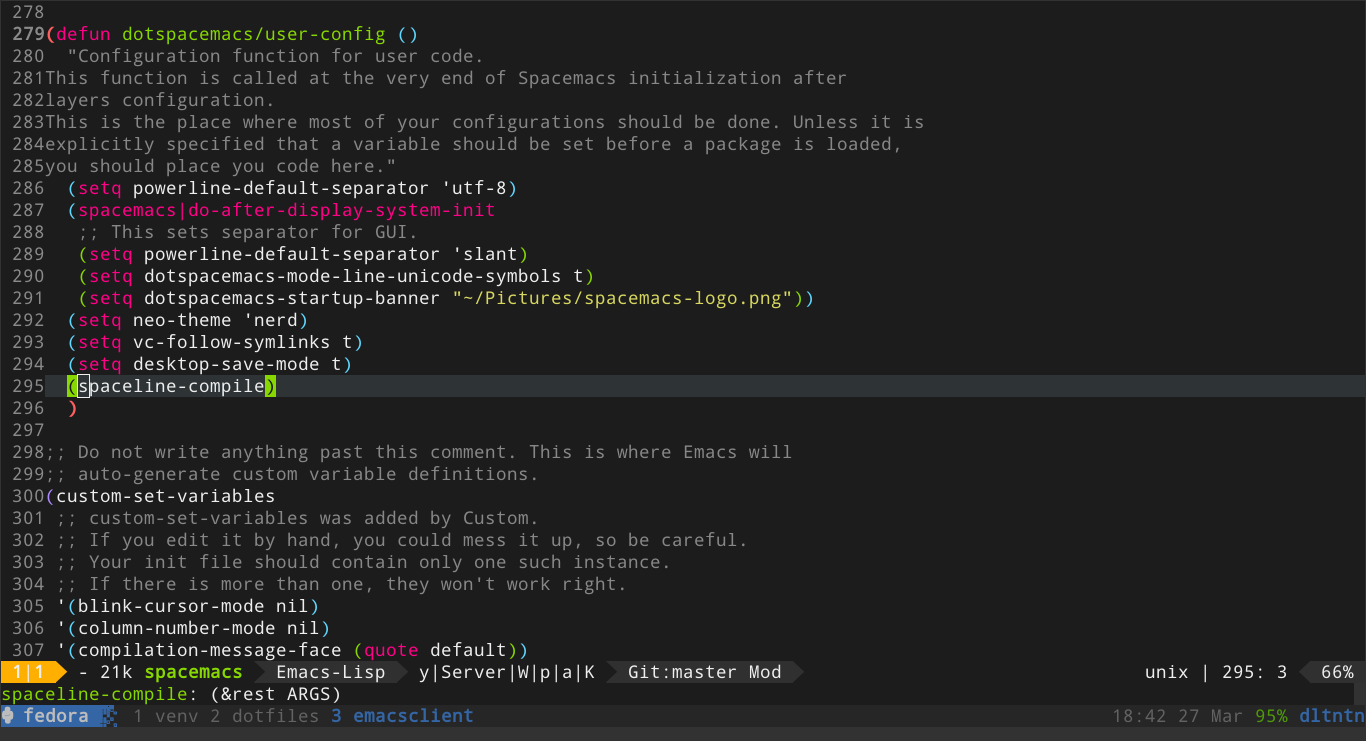 278
279(defun dotspacemacs/user-config ()
280  "Configuration function for user code.
281This function is called at the very end of Spacemacs initialization after
282layers configuration.
283This is the place where most of your configurations should be done. Unless it is
284explicitly specified that a variable should be set before a package is loaded,
285you should place you code here."
286  (setq powerline-default-separator 'utf-8)
287  (spacemacs|do-after-display-system-init
288   ;; This sets separator for GUI.
289   (setq powerline-default-separator 'slant)
290   (setq dotspacemacs-mode-line-unicode-symbols t)
291   (setq dotspacemacs-startup-banner "~/Pictures/spacemacs-logo.png"))
292  (setq neo-theme 'nerd)
293  (setq vc-follow-symlinks t)
294  (setq desktop-save-mode t)
295  (spaceline-compile)
296  )
297
298;; Do not write anything past this comment. This is where Emacs will
299;; auto-generate custom variable definitions.
300(custom-set-variables
301 ;; custom-set-variables was added by Custom.
302 ;; If you edit it by hand, you could mess it up, so be careful.
303 ;; Your init file should contain only one such instance.
304 ;; If there is more than one, they won't work right.
305 '(blink-cursor-mode nil)
306 '(column-number-mode nil)
307 '(compilation-message-face (quote default))
1|1 - 21k spacemacs Emacs-Lisp y|Server|W|p|a|K Git:master Mod unix | 295: 3 66%
spaceline-compile: (&rest ARGS)
fedora 1 venv 2 dotfiles 3 emacsclient 18:42 27 Mar 95% dltntn